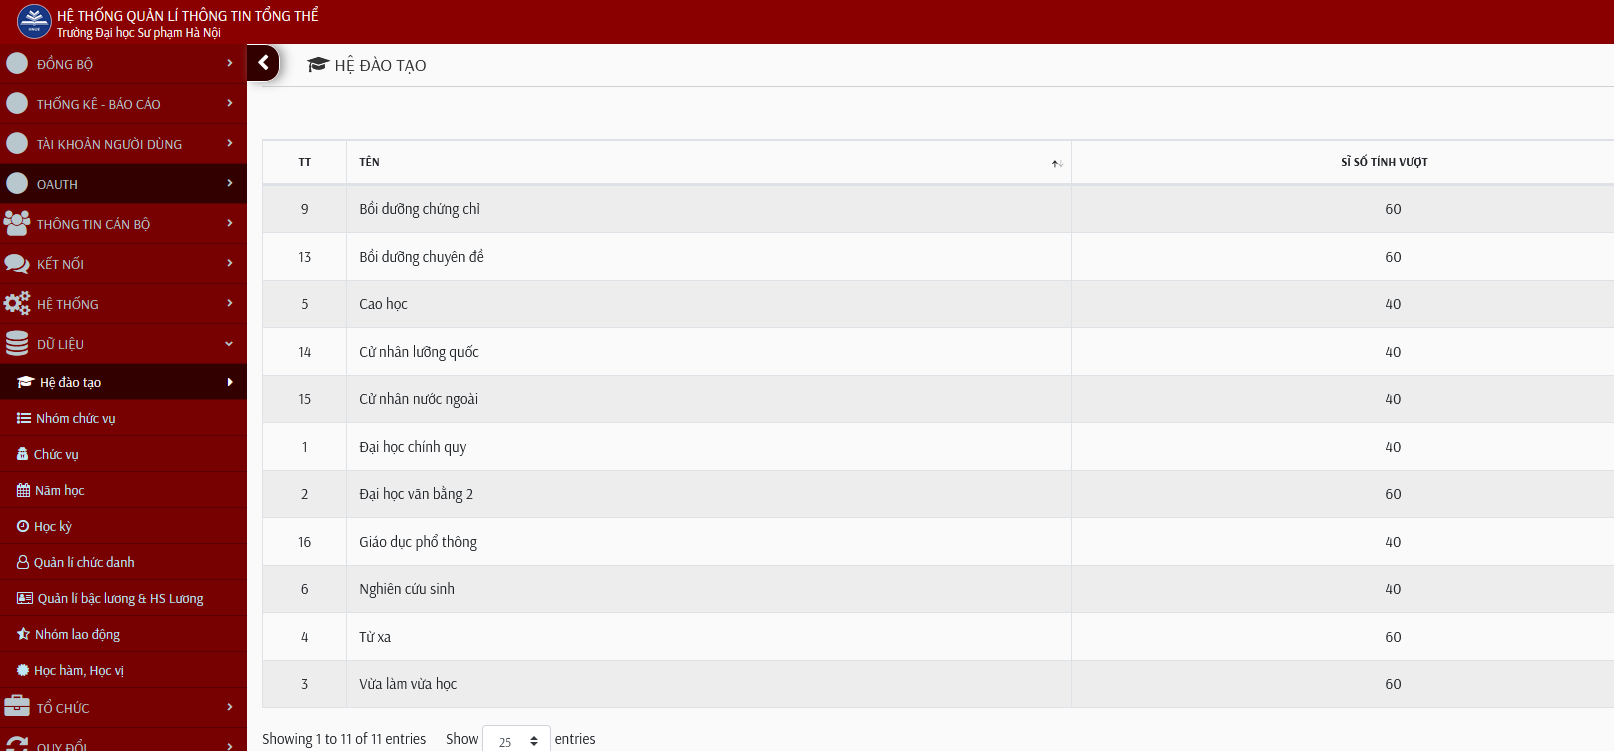 HỆ THỐNG QUẢN LÍ THÔNG TIN TỔNG THỂ
Trường Đại học Sư phạm Hà Nội
ĐỒNG BỘ
THỐNG KÊ - BÁO CÁO
TÀI KHOẢN NGƯỜI DÙNG
OAUTH
THÔNG TIN CÁN BỘ
KẾT NỐI
HỆ THỐNG
DỮ LIỆU
Hệ đào tạo
Nhóm chức vụ
Chức vụ
Năm học
Học kỳ
Quản lí chức danh
Quản lí bậc lương & HS Lương
Nhóm lao động
Học hàm, Học vị
TỔ CHỨC
QUY ĐỔI
HỆ ĐÀO TẠO
TT TÊN SĨ SỐ TÍNH VƯỢT
9 Bồi dưỡng chứng chỉ 60
13 Bồi dưỡng chuyên đề 60
5 Cao học 40
14 Cử nhân lưỡng quốc 40
15 Cử nhân nước ngoài 40
1 Đại học chính quy 40
2 Đại học văn bằng 2 60
16 Giáo dục phổ thông 40
6 Nghiên cứu sinh 40
4 Từ xa 60
3 Vừa làm vừa học 60
Showing 1 to 11 of 11 entries Show 25 entries